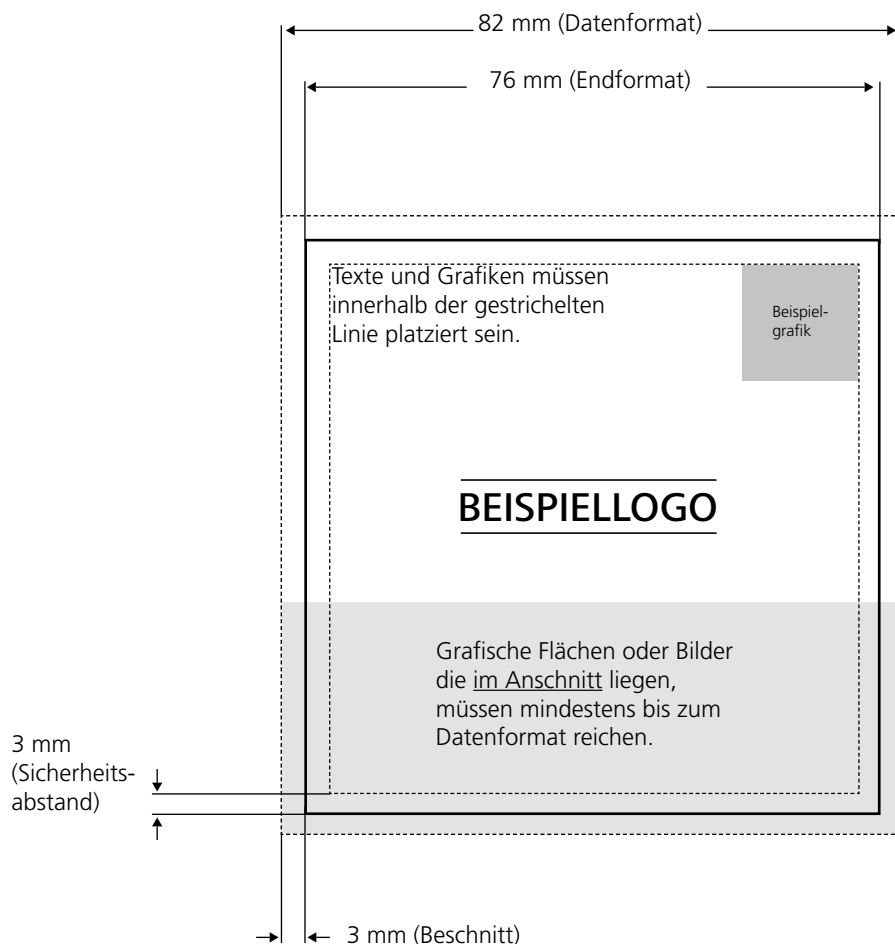 82 mm (Datenformat)
76 mm (Endformat)
Texte und Grafiken müssen
innerhalb der gestrichelten
Linie platziert sein.
Beispiel-
grafik
BEISPIELLOGO
Grafische Flächen oder Bilder
die im Anschnitt liegen,
müssen mindestens bis zum
Datenformat reichen.
3 mm
(Sicherheits-
abstand)
3 mm (Beschnitt)